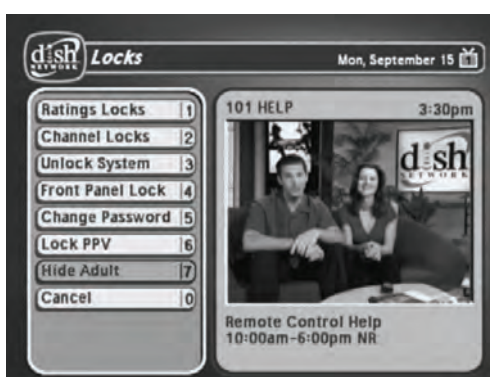 dish
NETWORK
Locks
Mon, September 15
Ratings Locks 1
Channel Locks 2
Unlock System 3
Front Panel Lock 4
Change Password 5
Lock PPV 6
Hide Adult 7
Cancel 0
101 HELP 3:30pm
dish
NETWORK
Remote Control Help
10:00am-6:00pm NR